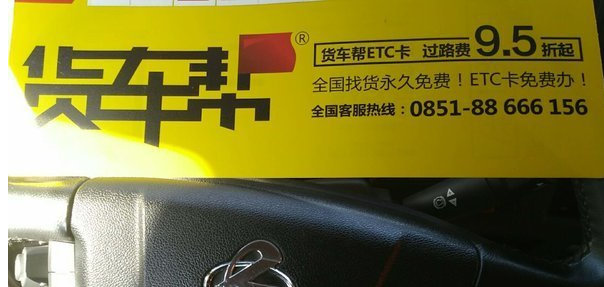 货车帮®
货车帮ETC卡 过路费9.5折起
全国找货永久免费！ETC卡免费办！
全国客服热线：0851-88 666 156